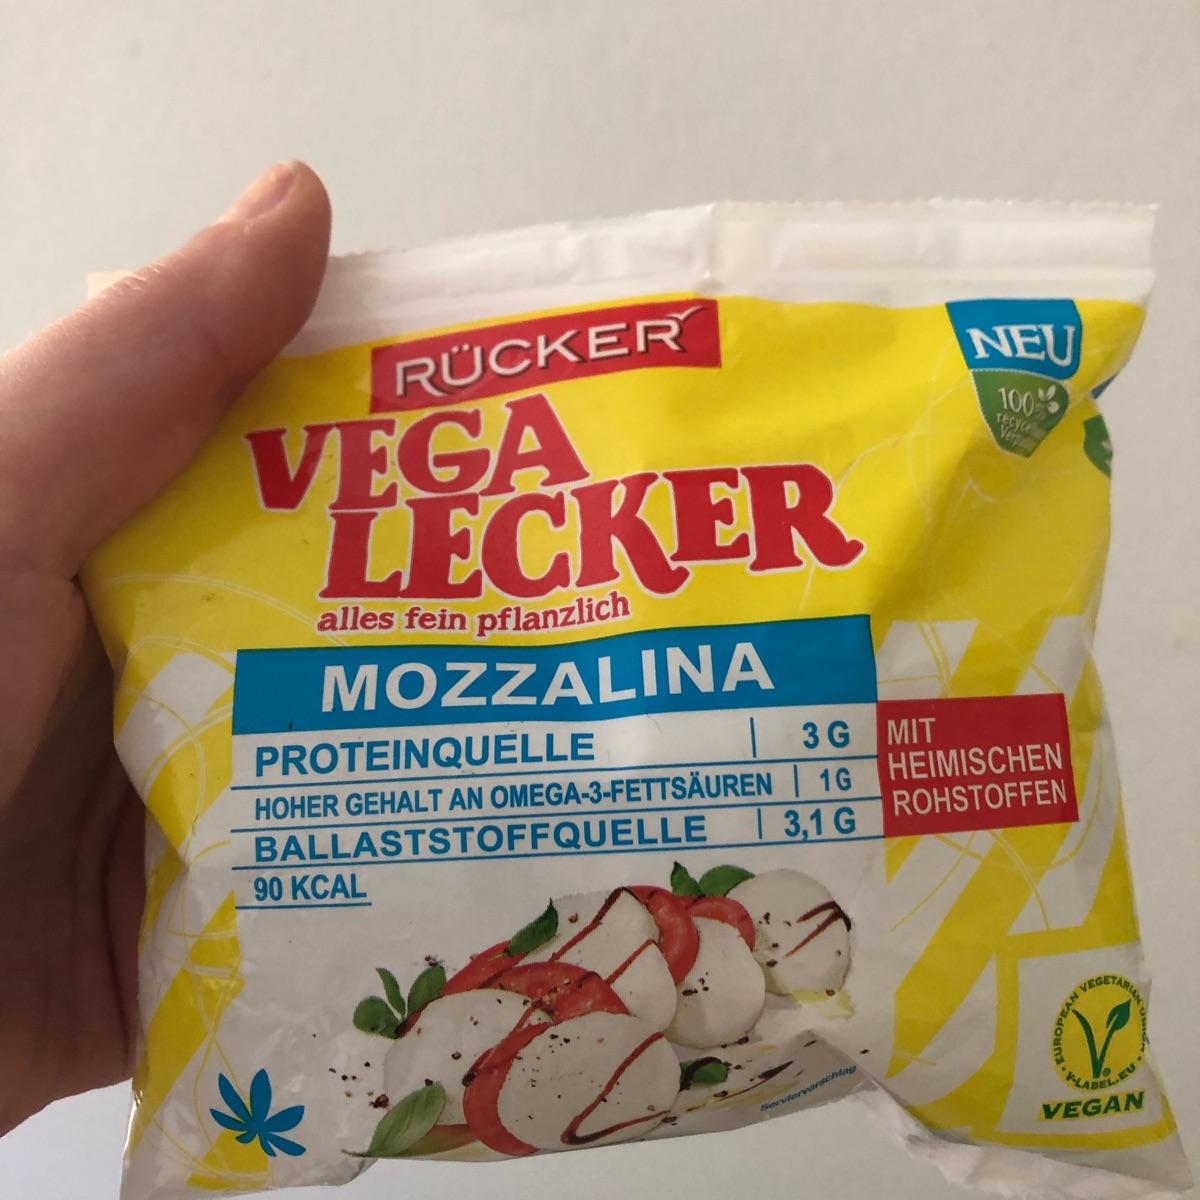 RÜCKER
NEU
100%
VEGA
LECKER
alles fein pflanzlich
MOZZALINA
PROTEINQUELLE | 3 G
HOHER GEHALT AN OMEGA-3-FETTSÄUREN | 1 G
BALLASTSTOFFQUELLE | 3,1 G
90 KCAL
MIT
HEIMISCHEN
ROHSTOFFEN
Serviervorschlag
EUROPEAN VEGETARIAN UNION
V-LABEL.EU
VEGAN